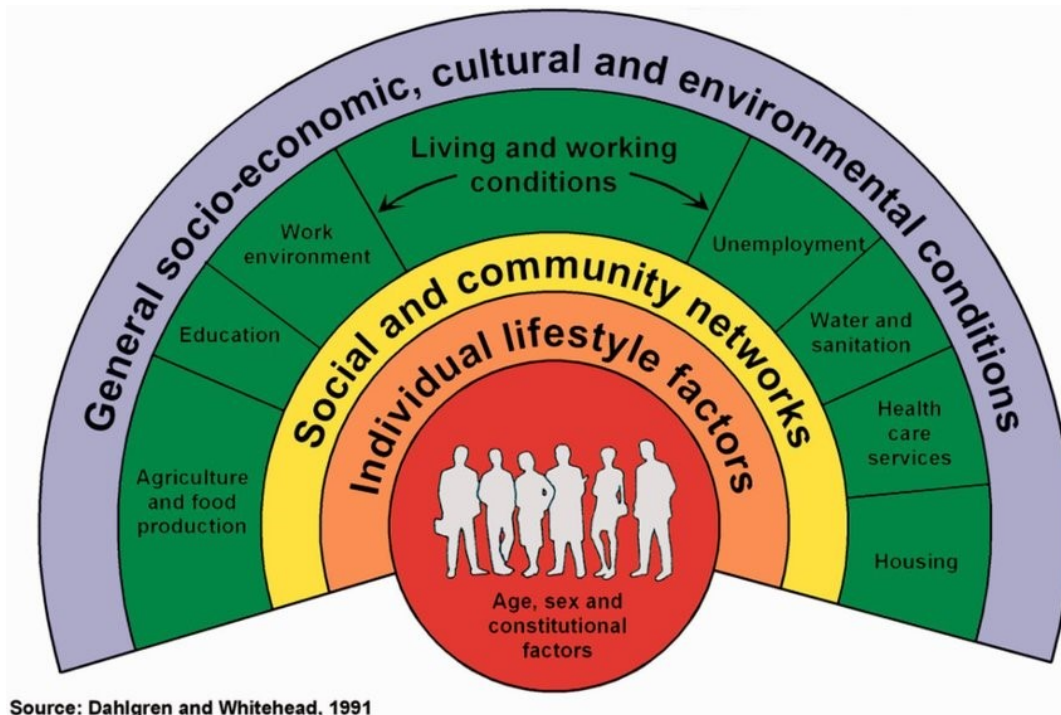 General socio-economic, cultural and environmental conditions
Living and working
conditions
Work
environment
Unemployment
Education
Water and
sanitation
Agriculture
and food
production
Health
care
services
Housing
Social and community networks
Individual lifestyle factors
Age, sex and
constitutional
factors
Source: Dahlgren and Whitehead, 1991